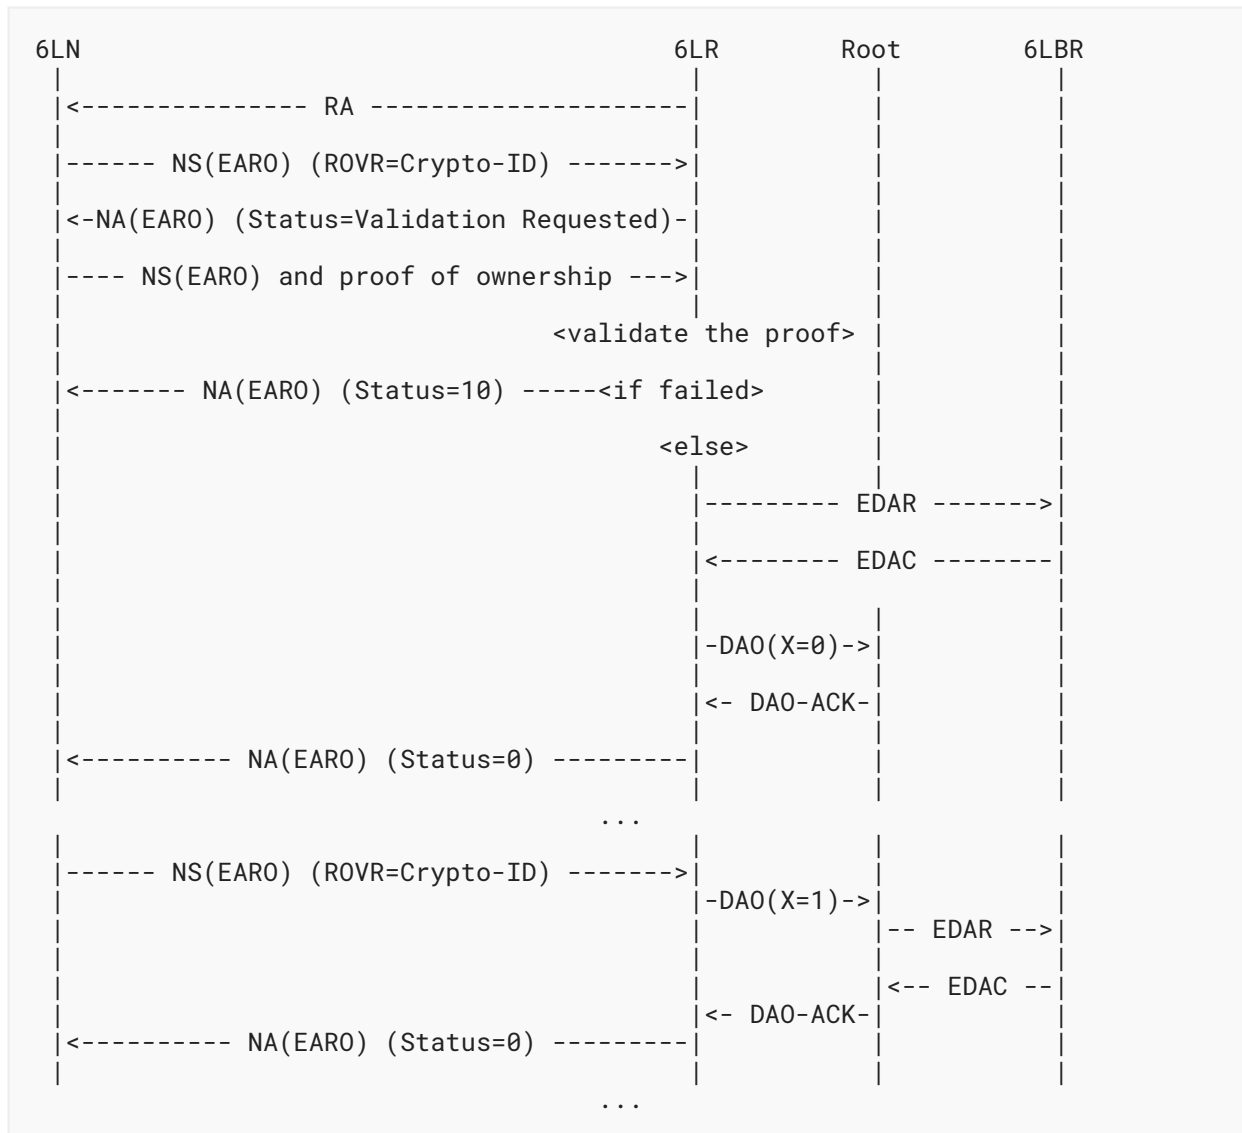 6LN                                        6LR       Root        6LBR
 |                                          |           |           |
 |<--------------- RA ---------------------|           |           |
 |                                          |           |           |
 |------ NS(EARO) (ROVR=Crypto-ID) ------->|           |           |
 |                                          |           |           |
 |<-NA(EARO) (Status=Validation Requested)-|           |           |
 |                                          |           |           |
 |---- NS(EARO) and proof of ownership --->|           |           |
 |                                          |           |           |
 |                                <validate the proof> |           |
 |                                                      |           |
 |<------- NA(EARO) (Status=10) -----<if failed>       |           |
 |                                                      |           |
 |                                       <else>         |           |
 |                                          |           |           |
 |                                          |--------- EDAR ------->|
 |                                          |                       |
 |                                          |<-------- EDAC --------|
 |                                          |                       |
 |                                          |           |           |
 |                                          |-DAO(X=0)->|           |
 |                                          |           |           |
 |                                          |<- DAO-ACK-|           |
 |                                          |           |           |
 |<---------- NA(EARO) (Status=0) ---------|           |           |
 |                                          |           |           |
                                    ...
 |                                          |           |           |
 |------ NS(EARO) (ROVR=Crypto-ID) ------->|           |           |
 |                                          |-DAO(X=1)->|           |
 |                                          |           |-- EDAR -->|
 |                                          |           |           |
 |                                          |           |<-- EDAC --|
 |                                          |<- DAO-ACK-|           |
 |<---------- NA(EARO) (Status=0) ---------|           |           |
 |                                          |           |           |
                                    ...